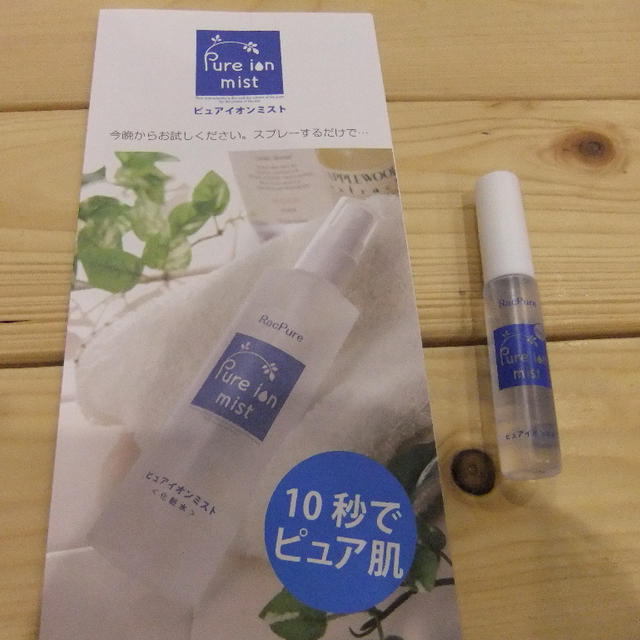 Pure ion
mist
ピュアイオンミスト
今晩からお試しください。スプレーするだけで…
APPLEWOOD
RacPure
Pure ion
mist
ピュアイオンミスト
<化粧水>
10秒で
ピュア肌
RacPure
Pure ion
mist
ピュアイオンミスト